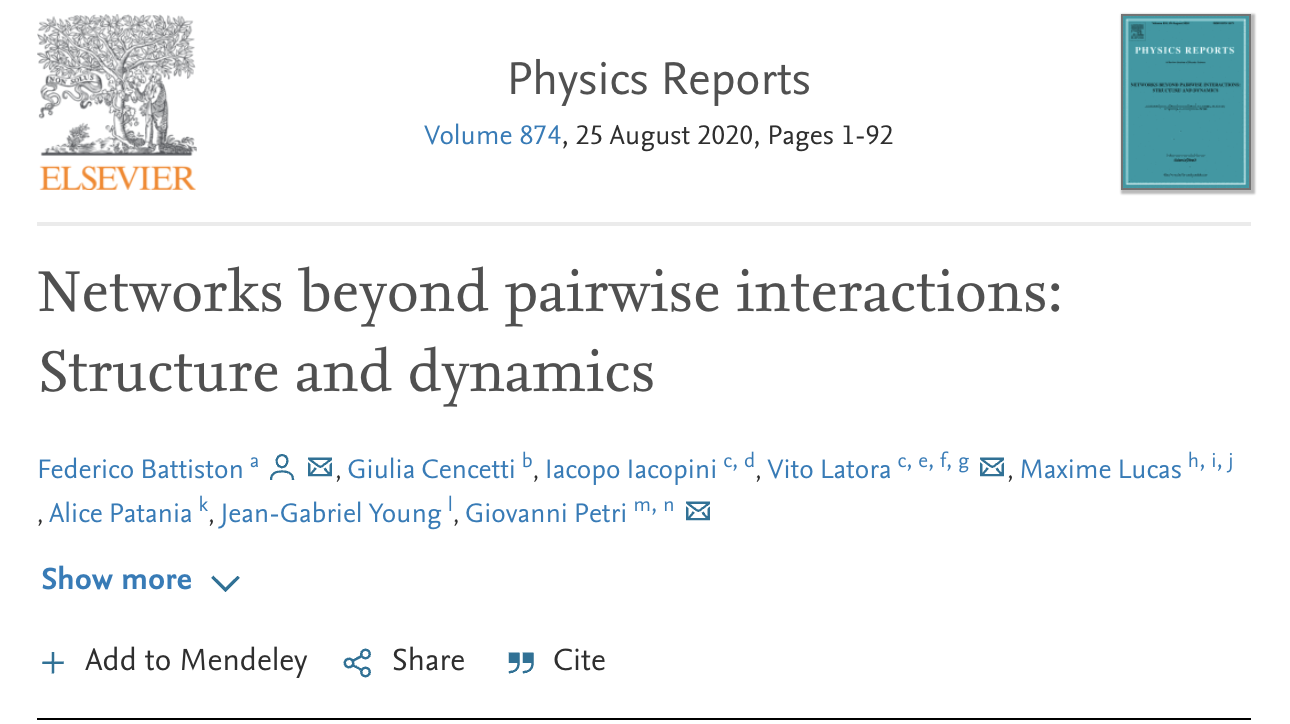 NON SOLUS
ELSEVIER
Physics Reports
Volume 874, 25 August 2020, Pages 1-92
PHYSICS REPORTS
NETWORKS BEYOND PAIRWISE INTERACTIONS:
STRUCTURE AND DYNAMICS
Networks beyond pairwise interactions:
Structure and dynamics
Federico Battiston a, Giulia Cencetti b, Iacopo Iacopini c, d, Vito Latora c, e, f, g, Maxime Lucas h, i, j
, Alice Patania k, Jean-Gabriel Young l, Giovanni Petri m, n
Show more
Add to Mendeley Share Cite